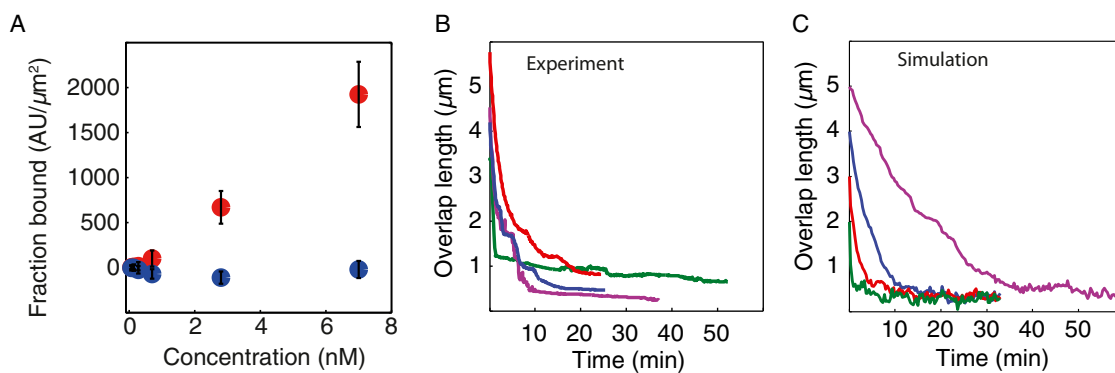 A
Fraction bound (AU/µm²)
2000
1500
1000
500
0
0 2 4 6 8
Concentration (nM)
B
Experiment
Overlap length (µm)
5
4
3
2
1
10 20 30 40 50
Time (min)
C
Simulation
Overlap length (µm)
5
4
3
2
1
10 20 30 40 50
Time (min)